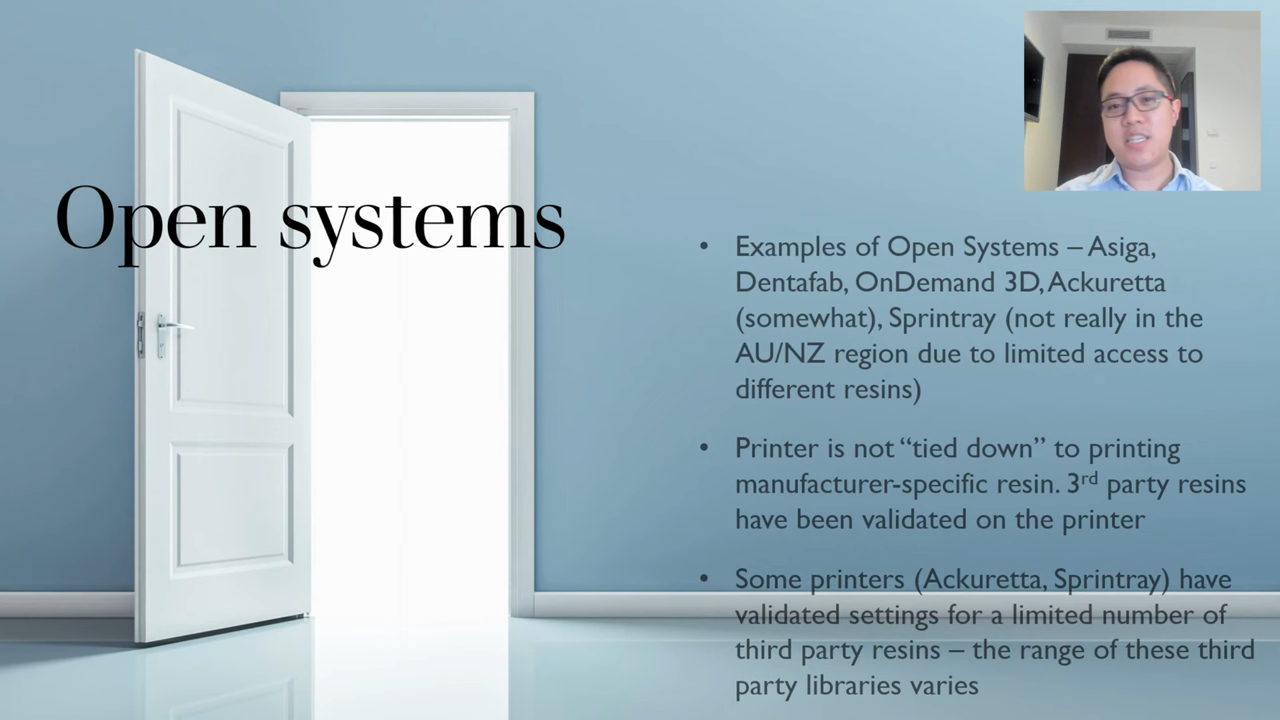 Open systems
• Examples of Open Systems – Asiga,
Dentafab, OnDemand 3D, Ackuretta
(somewhat), Sprintray (not really in the
AU/NZ region due to limited access to
different resins)
• Printer is not “tied down” to printing
manufacturer-specific resin. 3rd party resins
have been validated on the printer
• Some printers (Ackuretta, Sprintray) have
validated settings for a limited number of
third party resins – the range of these third
party libraries varies